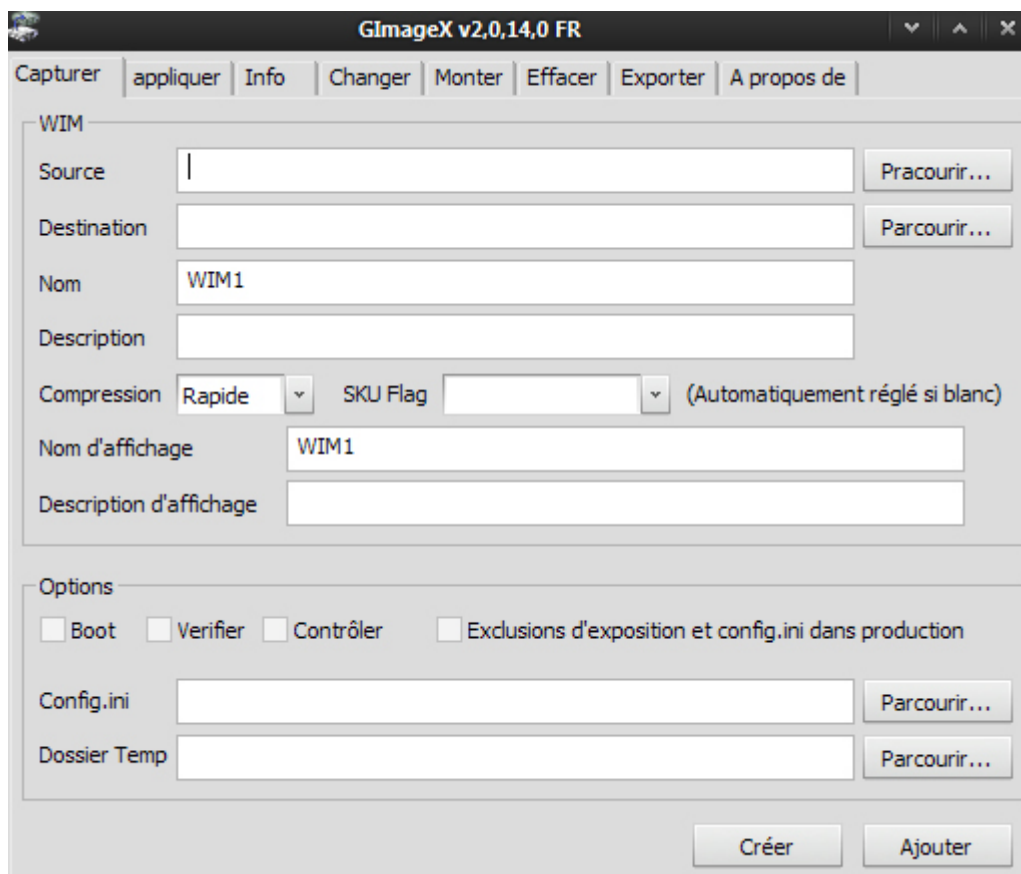 GImageX v2,0,14,0 FR
Capturer appliquer Info Changer Monter Effacer Exporter A propos de
WIM
Source Pracourir...
Destination Parcourir...
Nom WIM1
Description
Compression Rapide SKU Flag (Automatiquement réglé si blanc)
Nom d'affichage WIM1
Description d'affichage
Options
Boot Verifier Contrôler Exclusions d'exposition et config.ini dans production
Config.ini Parcourir...
Dossier Temp Parcourir...
Créer Ajouter